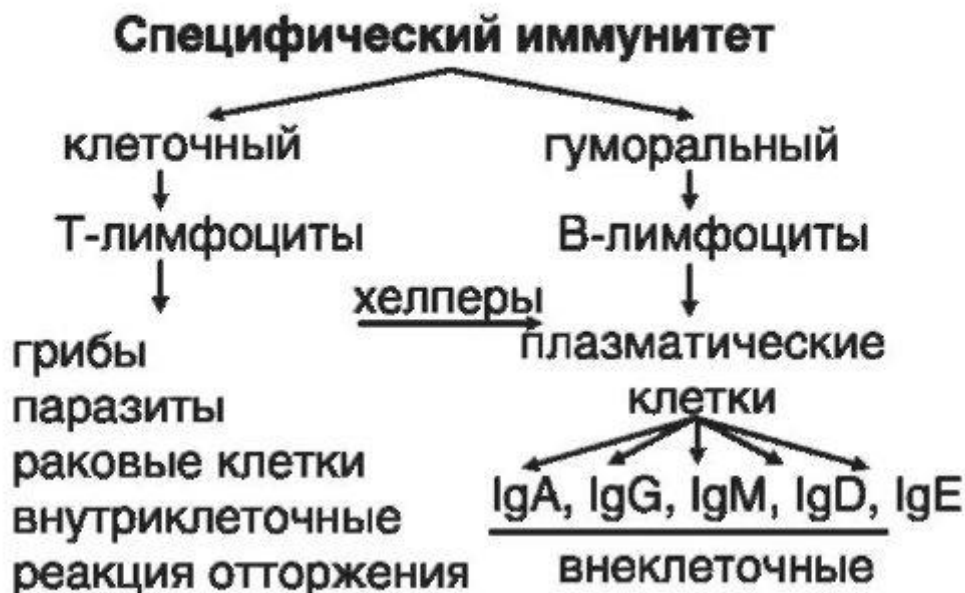 Специфический иммунитет
клеточный
гуморальный
Т-лимфоциты
В-лимфоциты
хелперы
плазматические
клетки
грибы
паразиты
раковые клетки
внутриклеточные
реакция отторжения
IgA, IgG, IgM, IgD, IgE
внеклеточные